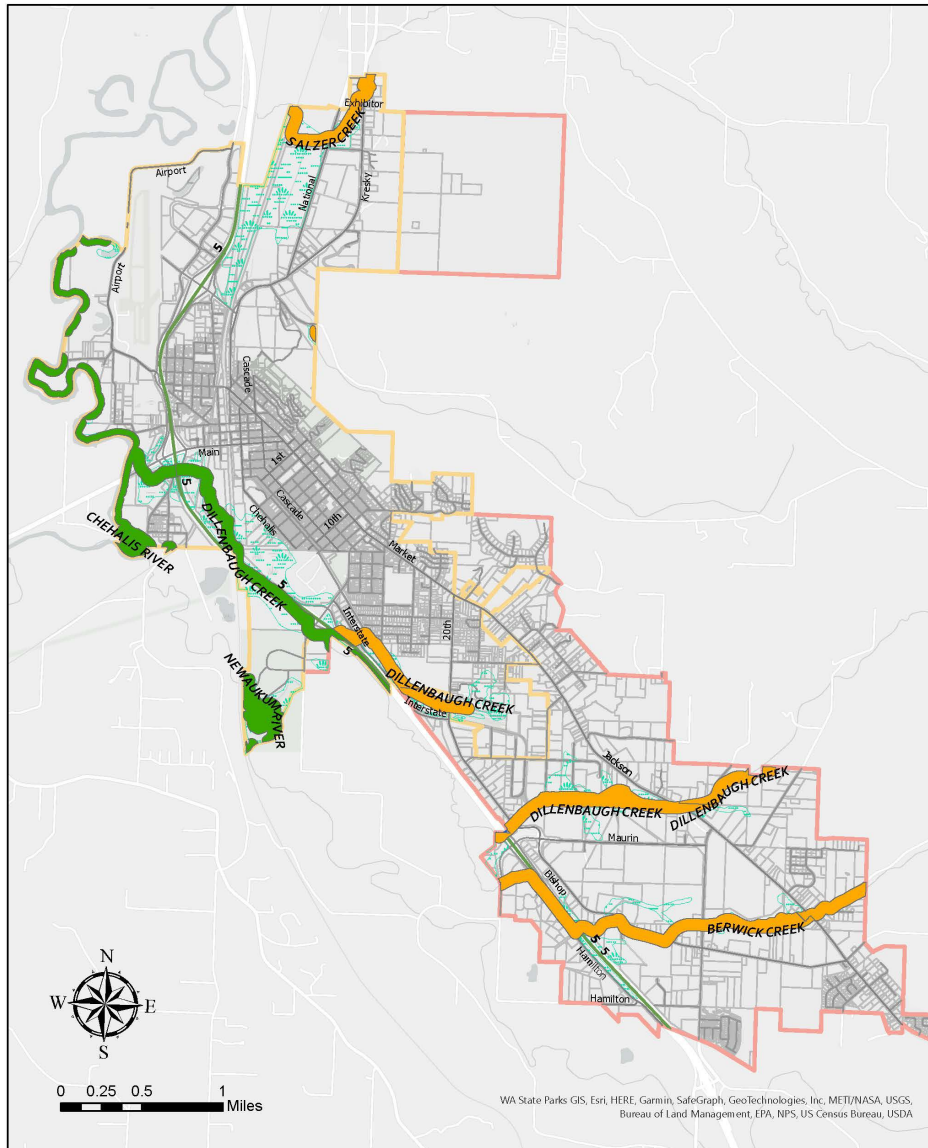 Exhibitor
SALZER CREEK
Airport
National
Kresky
5
Airport
Cascade
Main
1st
5
Cascade
Chehalis
10th
DILLENBAUGH CREEK
CHEHALIS RIVER
Market
5
Interstate
20th
5
NEWAUKUM RIVER
DILLENBAUGH CREEK
Interstate
Jackson
DILLENBAUGH CREEK
DILLENBAUGH CREEK
Maurin
Bishop
BERWICK CREEK
5
5
Hamilton
Hamilton
N
W
E
S
0 0.25 0.5 1
Miles
WA State Parks GIS, Esri, HERE, Garmin, SafeGraph, GeoTechnologies, Inc, METI/NASA, USGS,
Bureau of Land Management, EPA, NPS, US Census Bureau, USDA